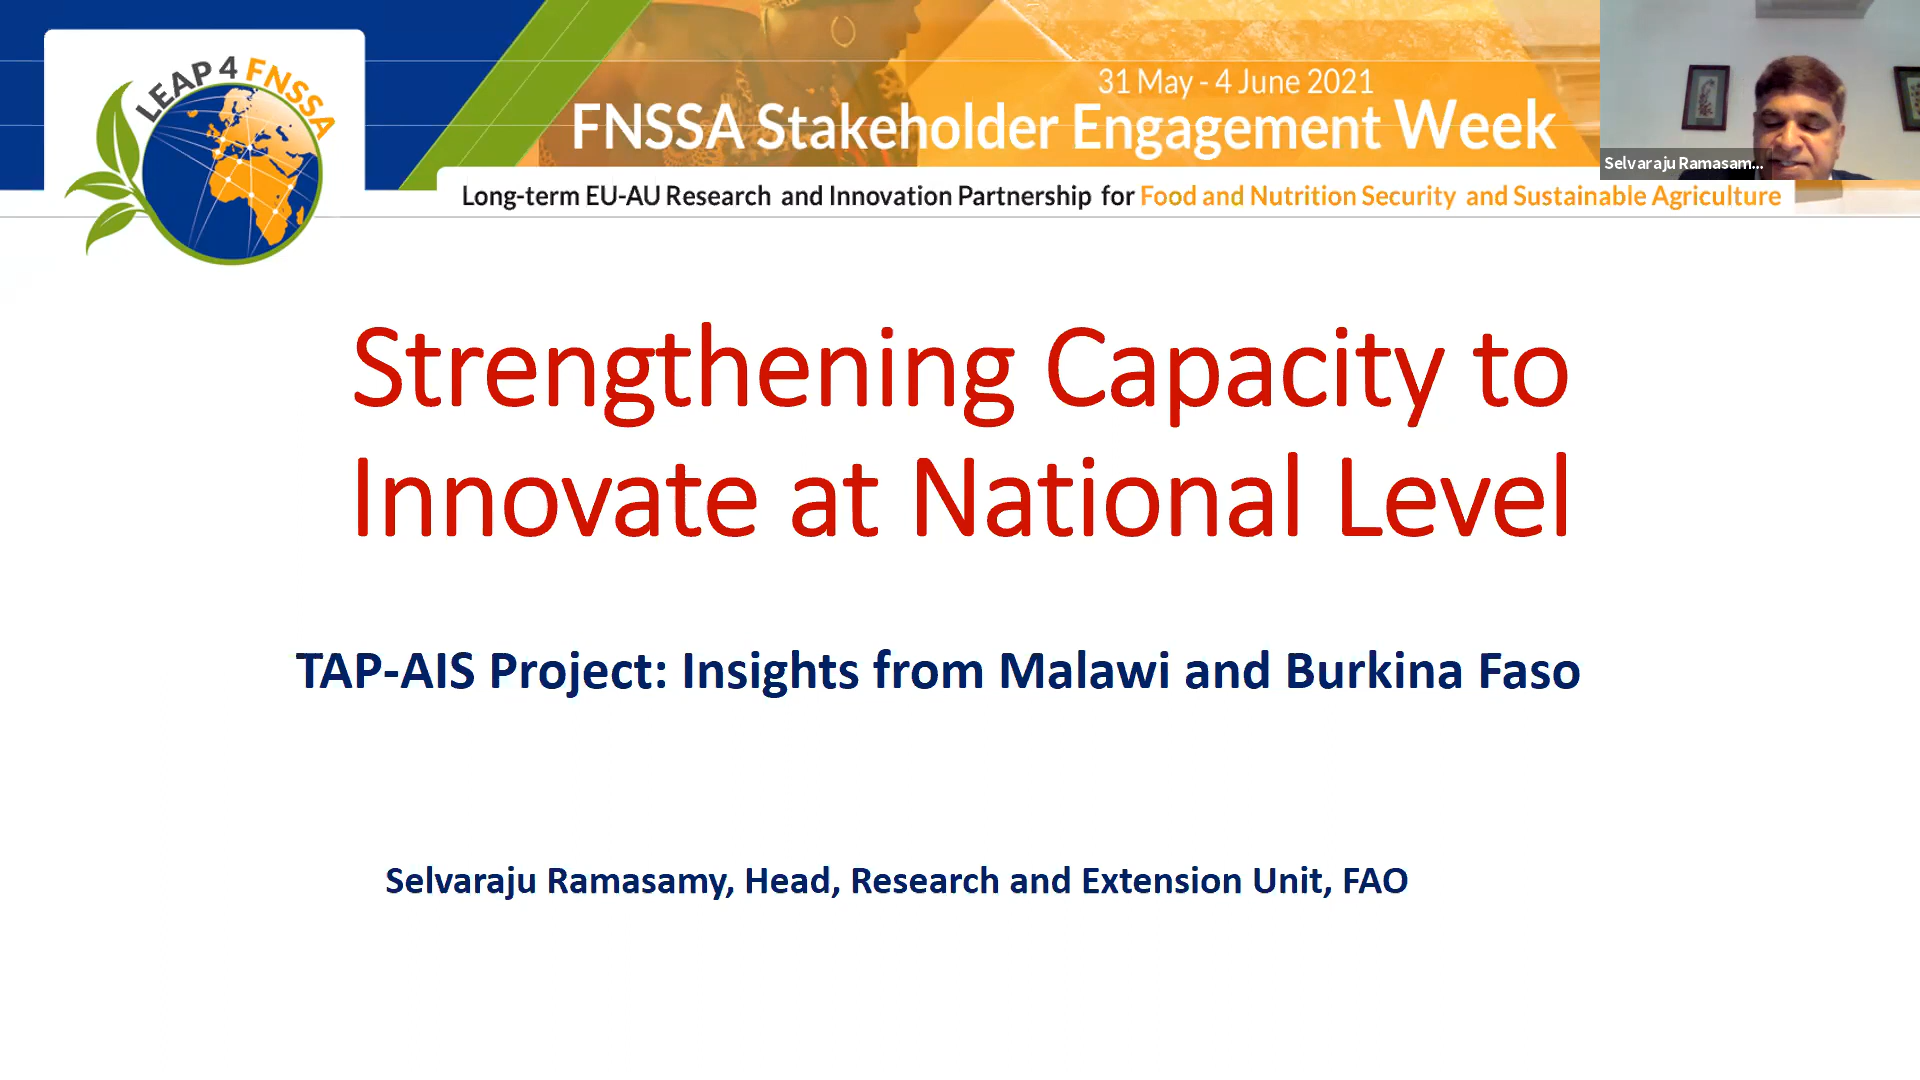 LEAP 4 FNSSA
31 May - 4 June 2021
FNSSA Stakeholder Engagement Week
Selvaraju Ramasam...
Long-term EU-AU Research and Innovation Partnership for Food and Nutrition Security and Sustainable Agriculture
Strengthening Capacity to
Innovate at National Level
TAP-AIS Project: Insights from Malawi and Burkina Faso
Selvaraju Ramasamy, Head, Research and Extension Unit, FAO